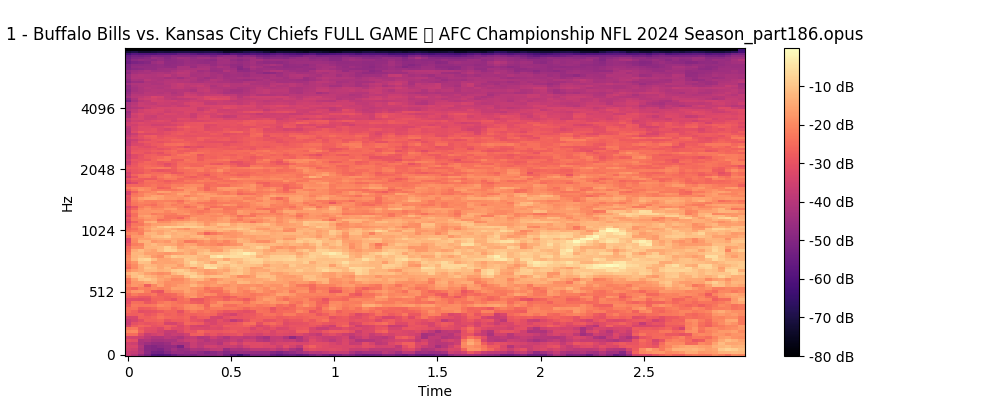 1 - Buffalo Bills vs. Kansas City Chiefs FULL GAME ▯ AFC Championship NFL 2024 Season_part186.opus
Hz
4096
2048
1024
512
0
0 0.5 1 1.5 2 2.5
Time
-10 dB
-20 dB
-30 dB
-40 dB
-50 dB
-60 dB
-70 dB
-80 dB